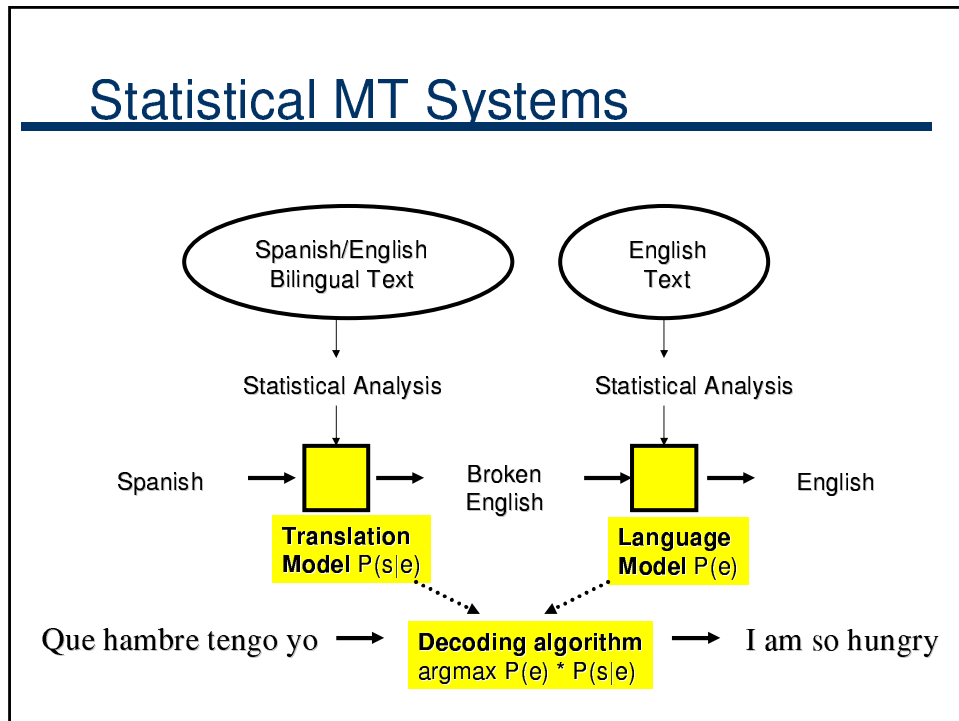 Statistical MT Systems
Spanish/English
Bilingual Text
English
Text
Statistical Analysis
Statistical Analysis
Spanish
Broken
English
English
Translation
Model P(s|e)
Language
Model P(e)
Que hambre tengo yo
Decoding algorithm
argmax P(e) * P(s|e)
I am so hungry